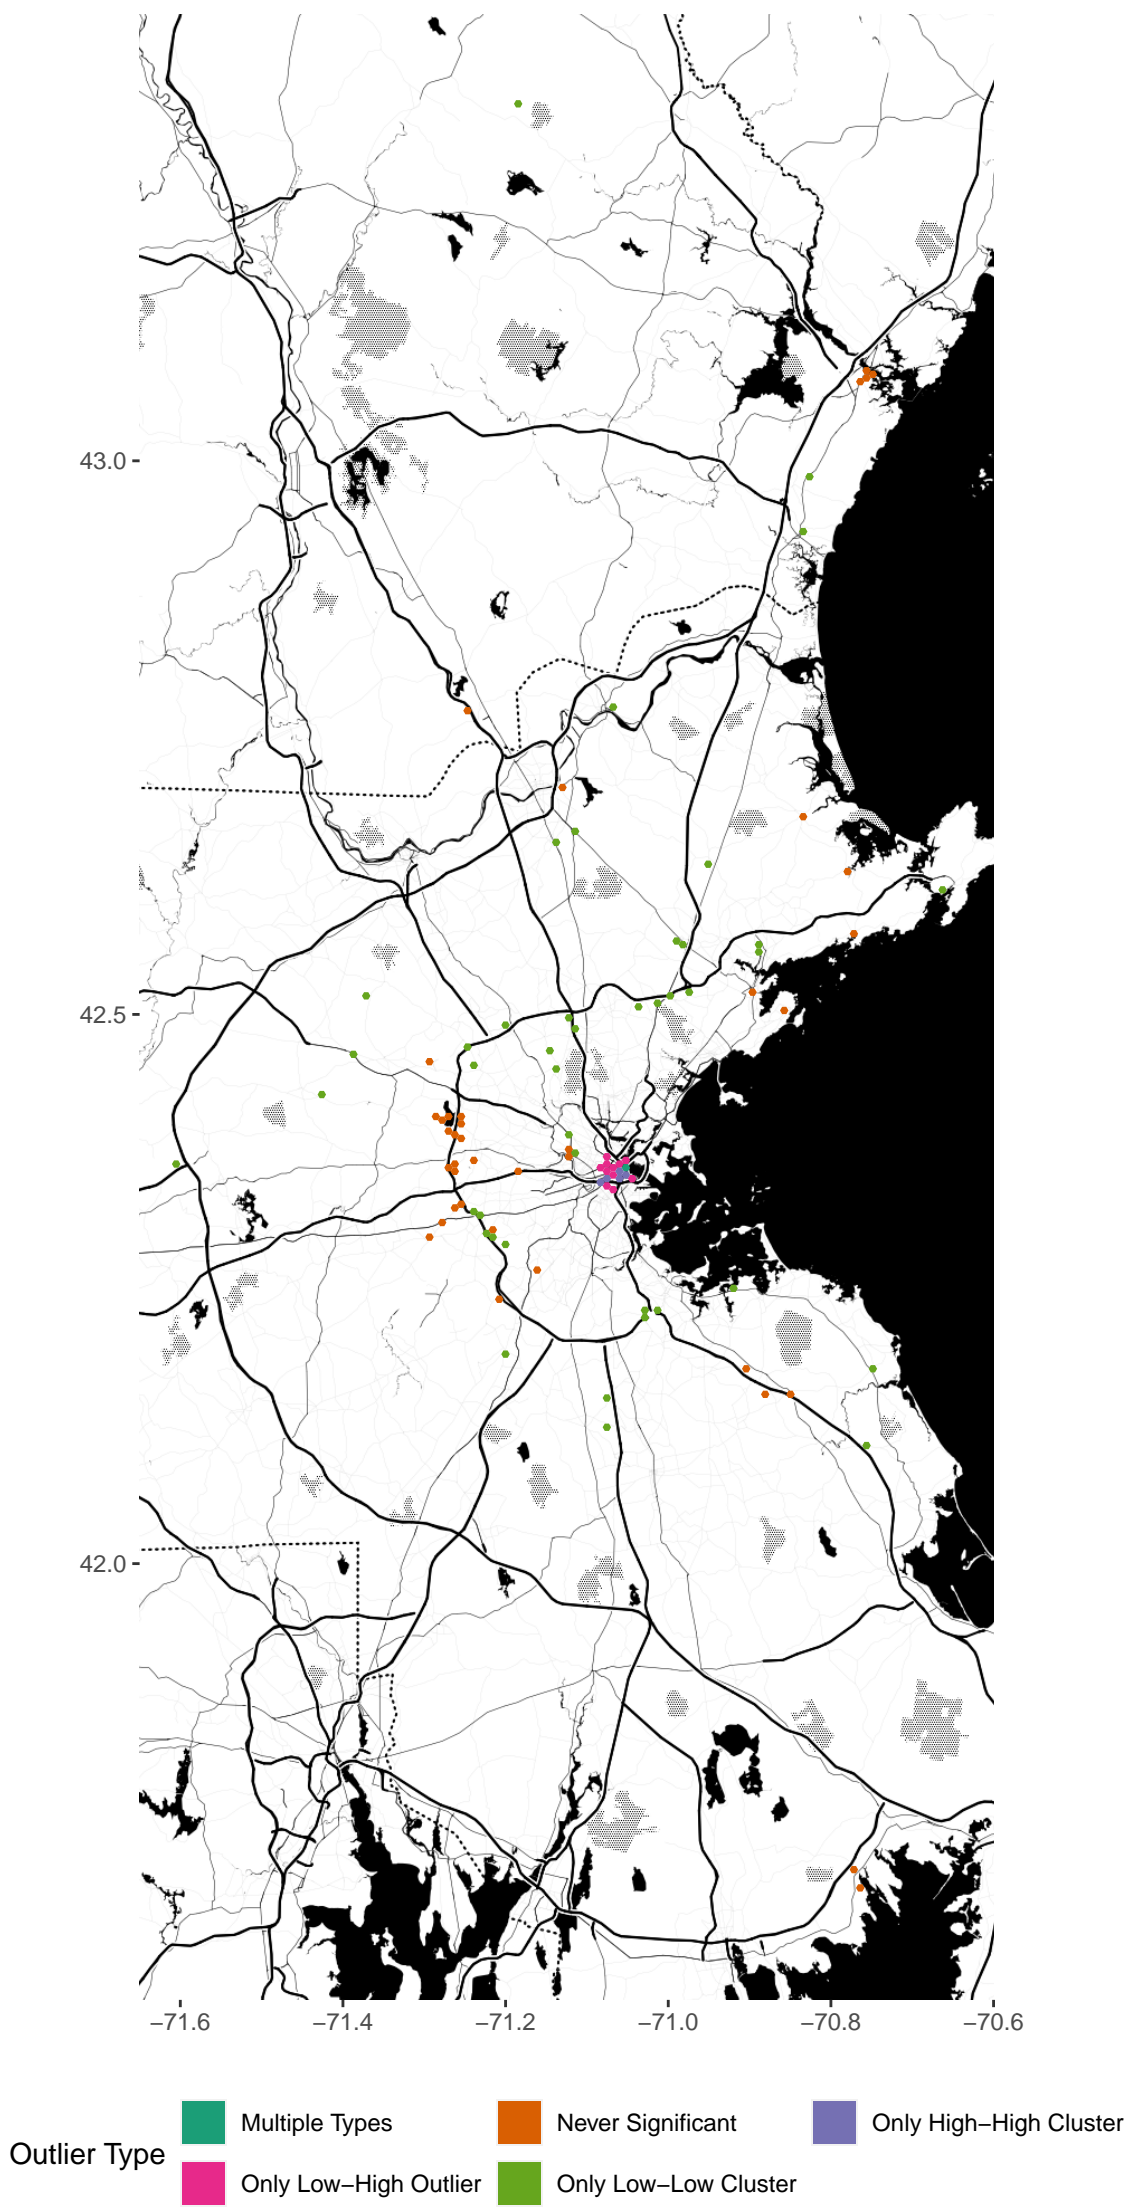 43.0
42.5
42.0
−71.6 −71.4 −71.2 −71.0 −70.8 −70.6
Outlier Type
Multiple Types Never Significant Only High−High Cluster
Only Low−High Outlier Only Low−Low Cluster